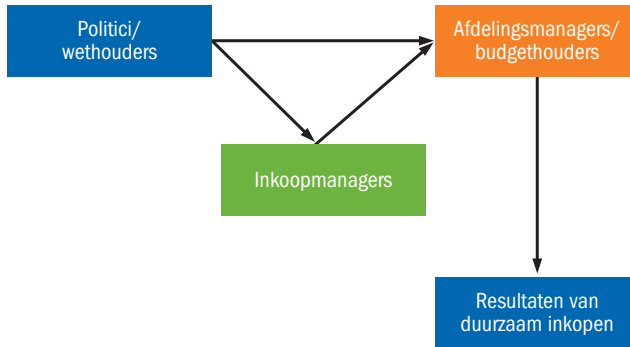 Politici/
wethouders
Afdelingsmanagers/
budgethouders
Inkoopmanagers
Resultaten van
duurzaam inkopen